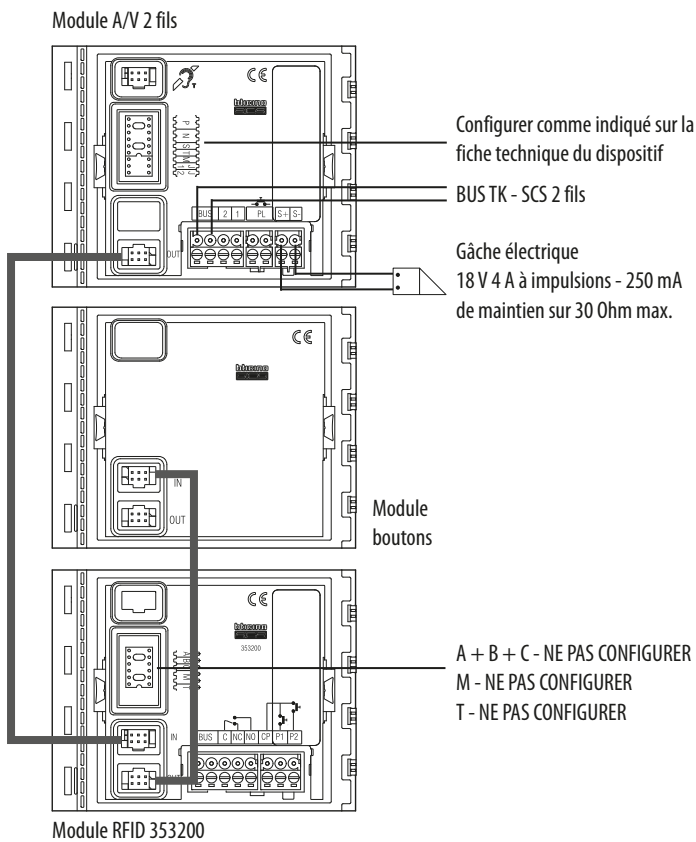 Module A/V 2 fils
T
CE
bticino
P N S T M J1 J2
Configurer comme indiqué sur la
fiche technique du dispositif
BUS TK - SCS 2 fils
BUS 2 1 PL S+ S-
OUT
Gâche électrique
18 V 4 A à impulsions - 250 mA
de maintien sur 30 Ohm max.
CE
bticino
IN
OUT
Module
boutons
CE
bticino
353200
A + B + C - NE PAS CONFIGURER
M - NE PAS CONFIGURER
T - NE PAS CONFIGURER
IN
BUS C NC NO CP P1 P2
OUT
Module RFID 353200